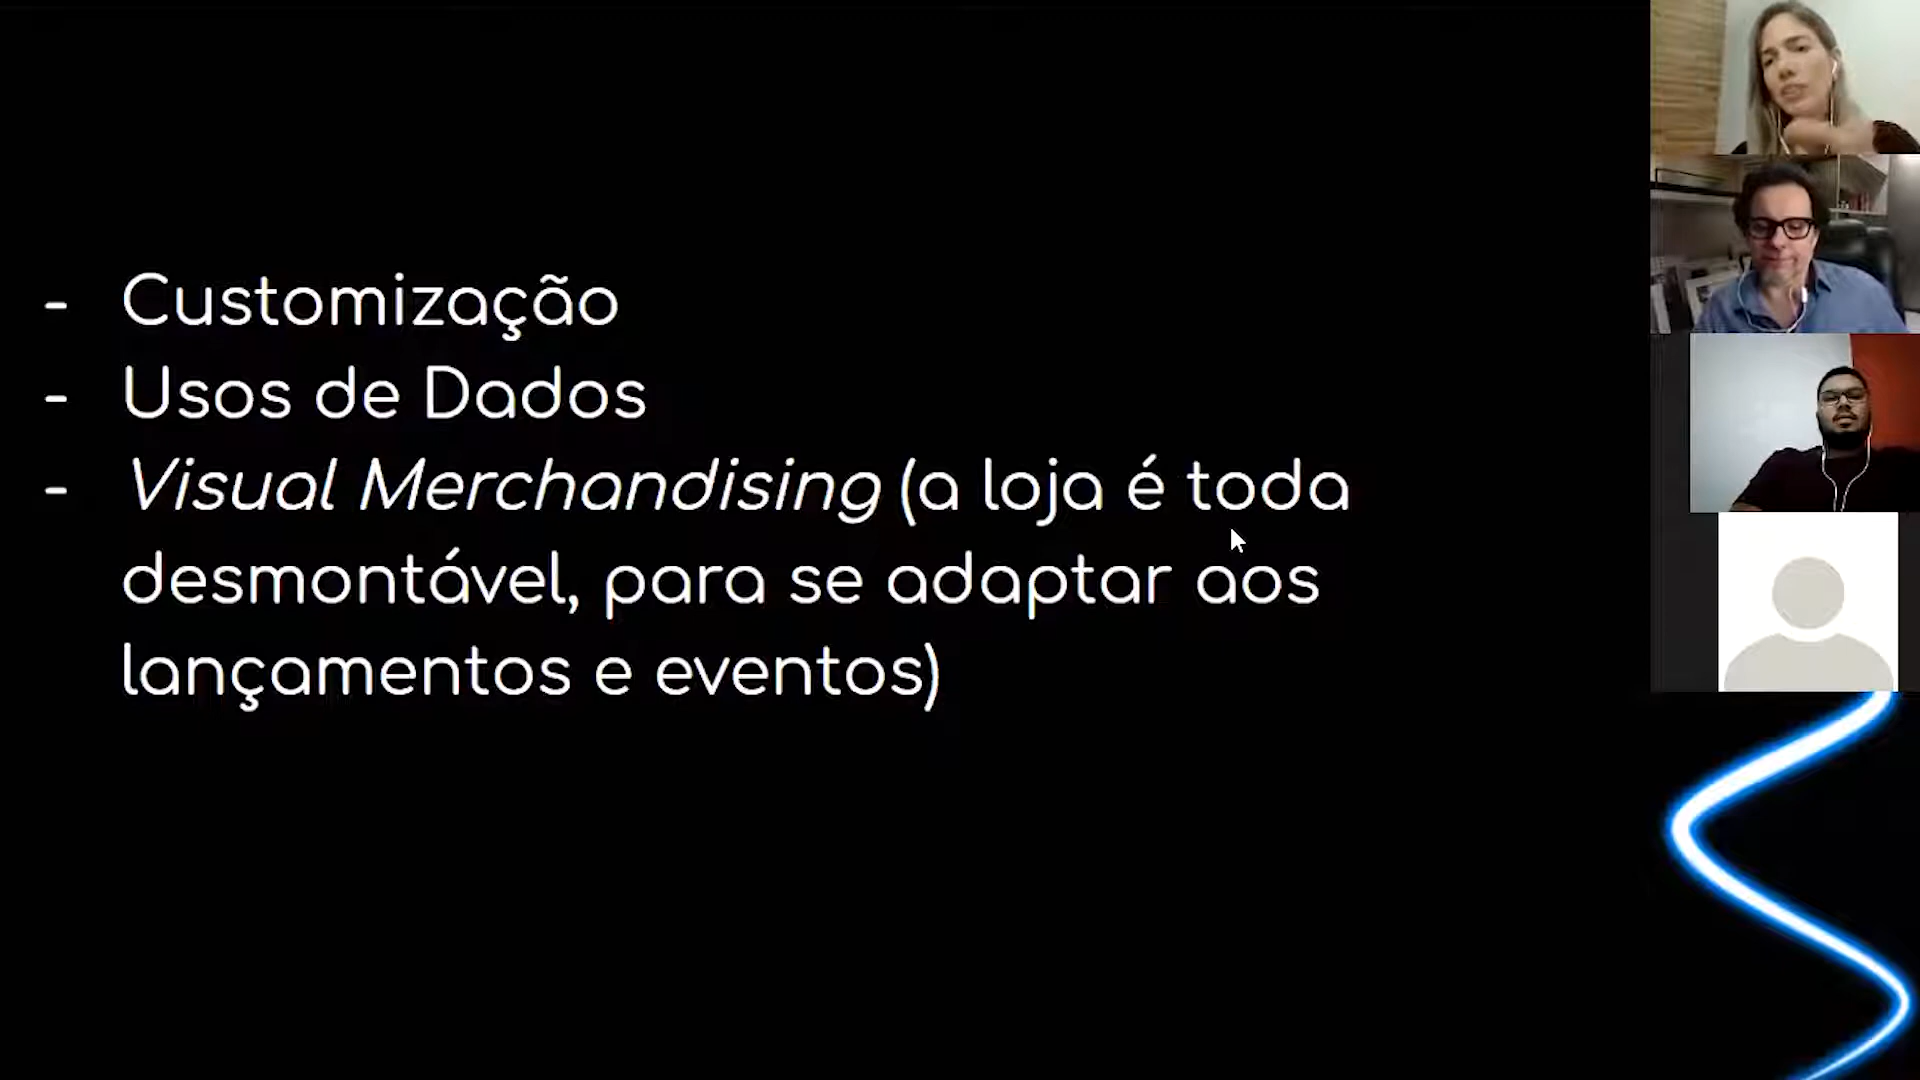 - Customização
- Usos de Dados
- Visual Merchandising (a loja é toda
desmontável, para se adaptar aos
lançamentos e eventos)